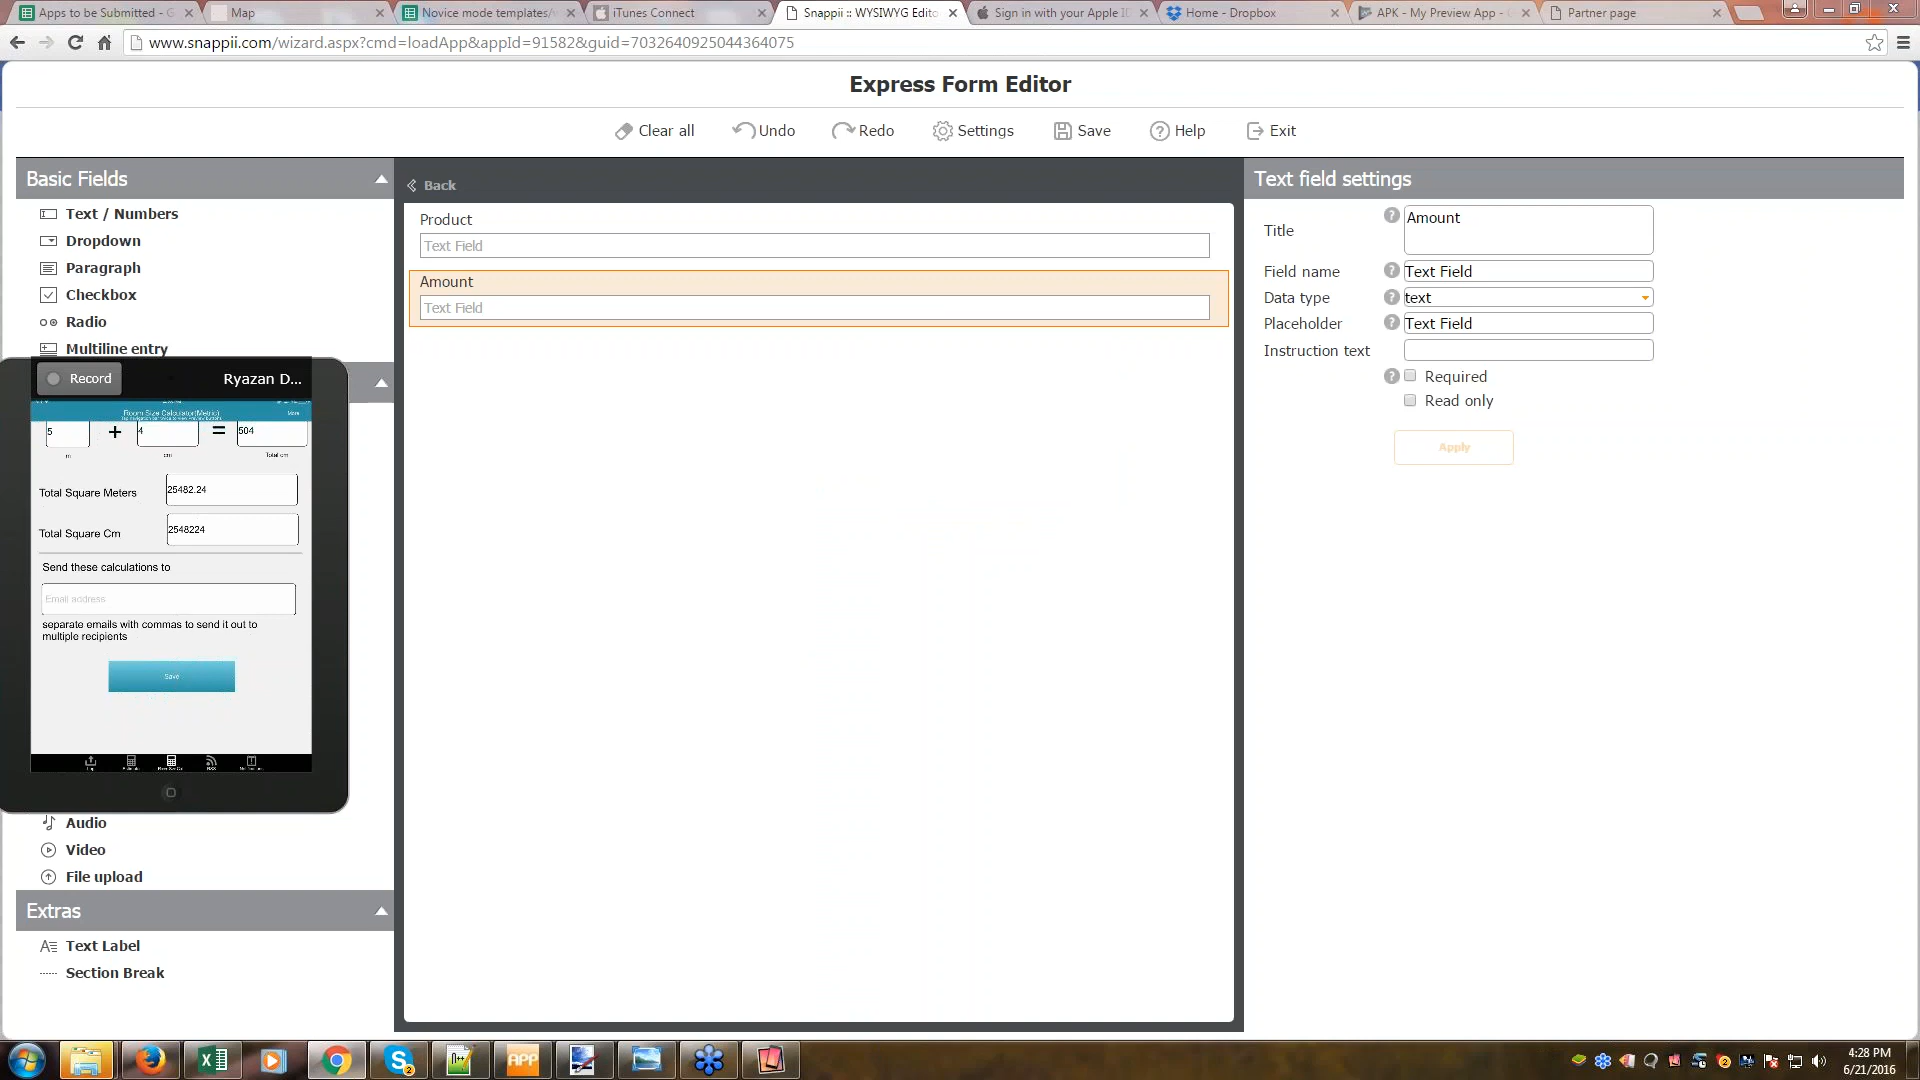 Apps to be Submitted - G
Map
Novice mode templates/
iTunes Connect
Snappii :: WYSIWYG Edito
Sign in with your Apple ID
Home - Dropbox
APK - My Preview App - G
Partner page
www.snappii.com/wizard.aspx?cmd=loadApp&appId=91582&guid=7032640925044364075
Express Form Editor
Clear all
Undo
Redo
Settings
Save
Help
Exit
Basic Fields
Text / Numbers
Dropdown
Paragraph
Checkbox
Radio
Multiline entry
Record
Ryazan D...
Room Size Calculator(Metric)
More
5 + 4 = 504
m cm Total cm
Total Square Meters 25482.24
Total Square Cm 2548224
Send these calculations to
Email address
separate emails with commas to send it out to
multiple recipients
Save
RSS
Audio
Video
File upload
Extras
Text Label
Section Break
Back
Product
Text Field
Amount
Text Field
Text field settings
Title ? Amount
Field name ? Text Field
Data type ? text
Placeholder ? Text Field
Instruction text
? Required
Read only
Apply
4:28 PM
6/21/2016